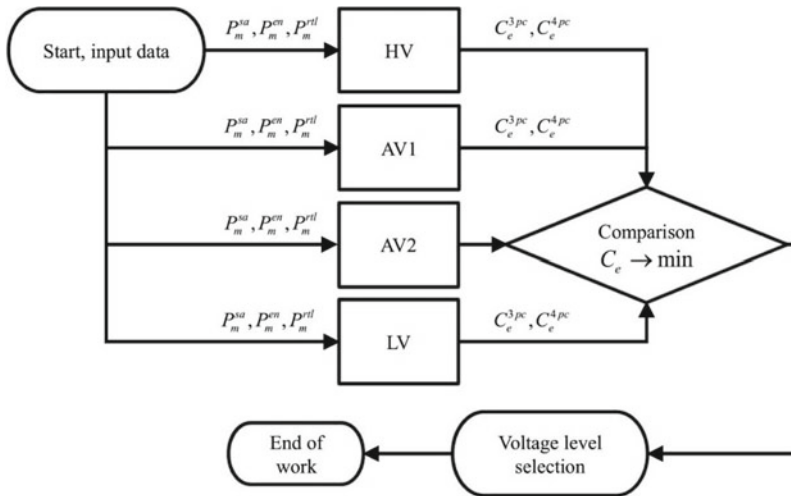 Start, input data
P_m^{sa}, P_m^{en}, P_m^{rtl}
HV
C_e^{3pc}, C_e^{4pc}
P_m^{sa}, P_m^{en}, P_m^{rtl}
AV1
C_e^{3pc}, C_e^{4pc}
P_m^{sa}, P_m^{en}, P_m^{rtl}
AV2
Comparison
C_e → min
P_m^{sa}, P_m^{en}, P_m^{rtl}
LV
C_e^{3pc}, C_e^{4pc}
End of
work
Voltage level
selection